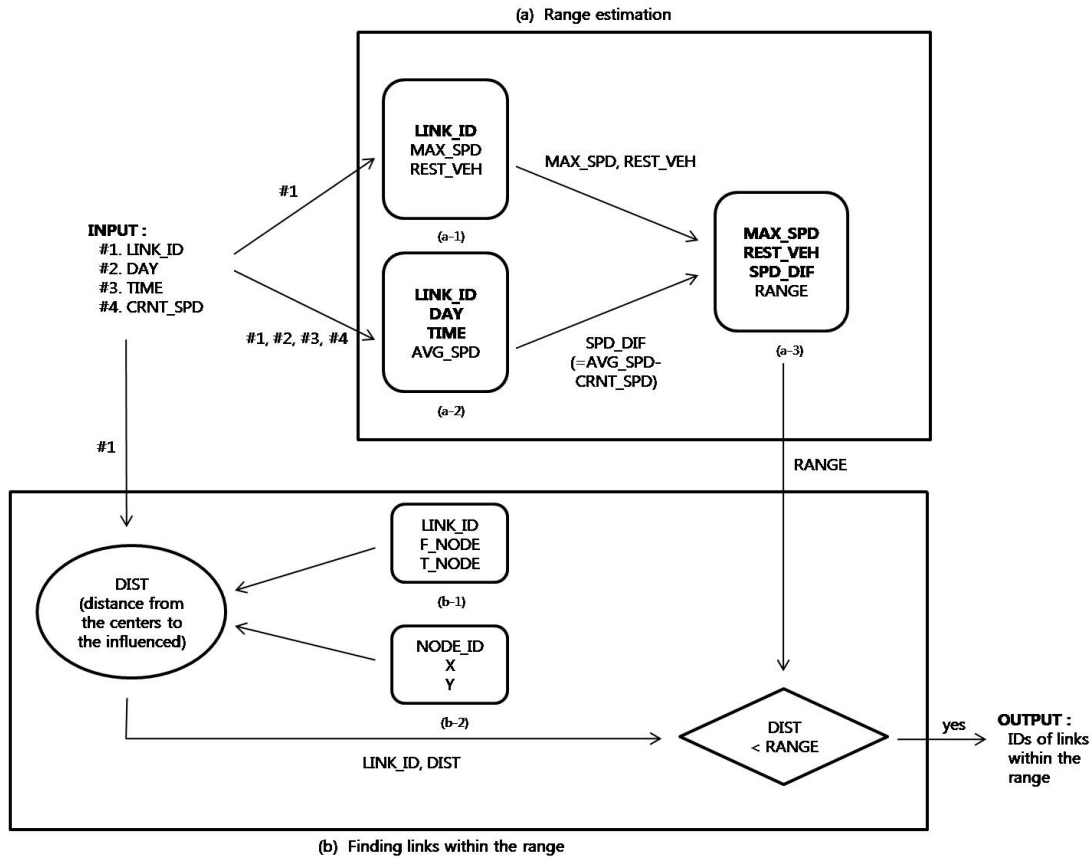 (a) Range estimation
LINK_ID
MAX_SPD
REST_VEH
(a-1)
MAX_SPD, REST_VEH
#1
INPUT :
#1. LINK_ID
#2. DAY
#3. TIME
#4. CRNT_SPD
#1, #2, #3, #4
LINK_ID
DAY
TIME
AVG_SPD
(a-2)
SPD_DIF
(=AVG_SPD-
CRNT_SPD)
MAX_SPD
REST_VEH
SPD_DIF
RANGE
(a-3)
#1
RANGE
DIST
(distance from
the centers to
the influenced)
LINK_ID
F_NODE
T_NODE
(b-1)
NODE_ID
X
Y
(b-2)
LINK_ID, DIST
DIST
< RANGE
yes
OUTPUT :
IDs of links
within the
range
(b) Finding links within the range